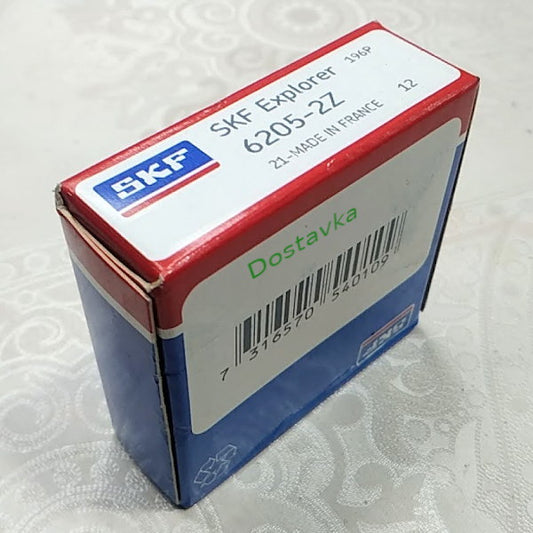 SKF
SKF Explorer
196P
6205-2Z
21-MADE IN FRANCE
12
Dostavka
7 316570 540109
SKF